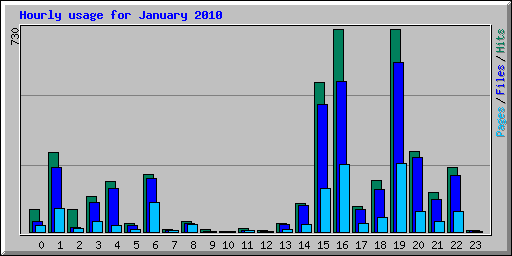 Hourly usage for January 2010
730
Pages/Files/Hits
0 1 2 3 4 5 6 7 8 9 10 11 12 13 14 15 16 17 18 19 20 21 22 23